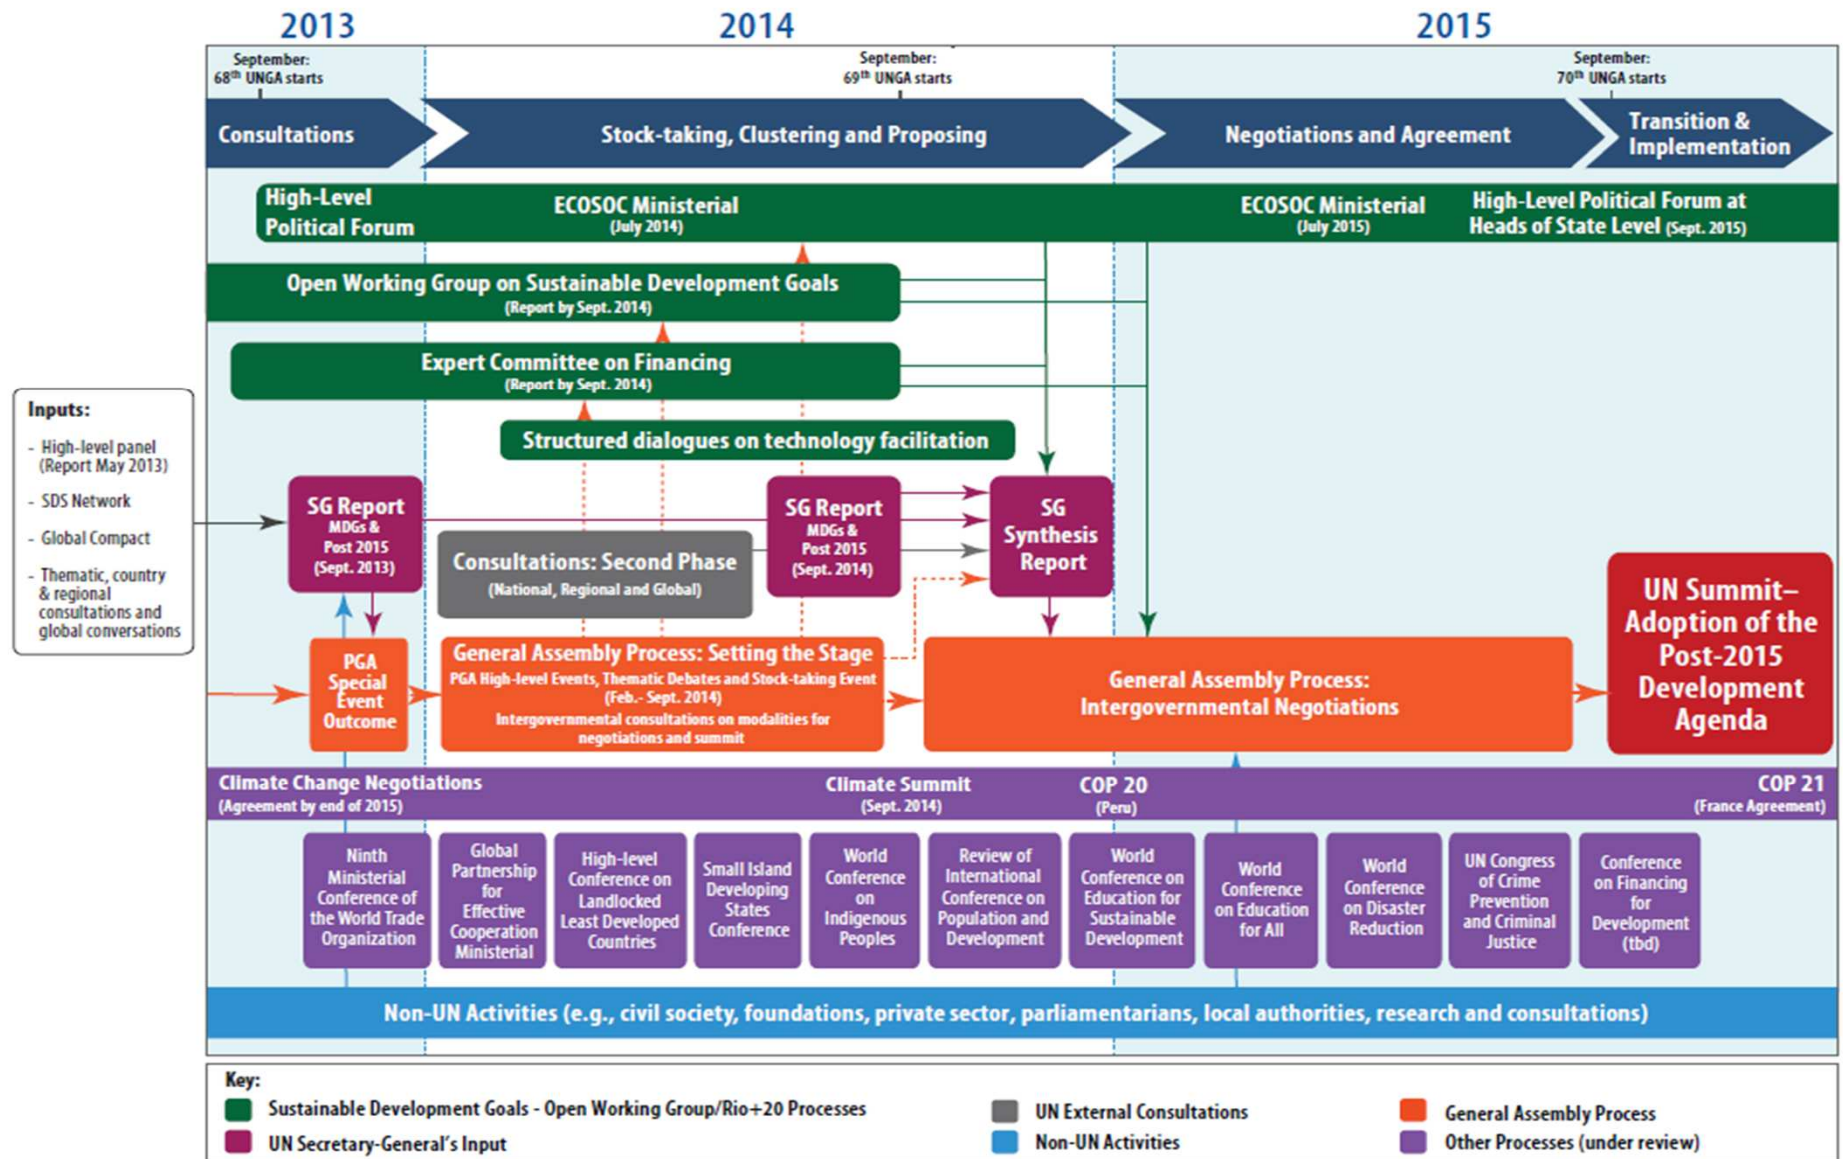 2013
2014
2015
September:
68th UNGA starts
September:
69th UNGA starts
September:
70th UNGA starts
Consultations
Stock-taking, Clustering and Proposing
Negotiations and Agreement
Transition &
Implementation
High-Level
Political Forum
ECOSOC Ministerial
(July 2014)
ECOSOC Ministerial
(July 2015)
High-Level Political Forum at
Heads of State Level (Sept. 2015)
Open Working Group on Sustainable Development Goals
(Report by Sept. 2014)
Expert Committee on Financing
(Report by Sept. 2014)
Structured dialogues on technology facilitation
Inputs:
- High-level panel
(Report May 2013)
- SDS Network
- Global Compact
- Thematic, country
& regional
consultations and
global conversations
SG Report
MDGs &
Post 2015
(Sept. 2013)
Consultations: Second Phase
(National, Regional and Global)
SG Report
MDGs &
Post 2015
(Sept. 2014)
SG
Synthesis
Report
PGA
Special
Event
Outcome
General Assembly Process: Setting the Stage
PGA High-level Events, Thematic Debates and Stock-taking Event
(Feb.- Sept. 2014)
Intergovernmental consultations on modalities for
negotiations and summit
General Assembly Process:
Intergovernmental Negotiations
UN Summit–
Adoption of the
Post-2015
Development
Agenda
Climate Change Negotiations
(Agreement by end of 2015)
Climate Summit
(Sept. 2014)
COP 20
(Peru)
COP 21
(France Agreement)
Ninth
Ministerial
Conference of
the World Trade
Organization
Global
Partnership
for
Effective
Cooperation
Ministerial
High-level
Conference on
Landlocked
Least Developed
Countries
Small Island
Developing
States
Conference
World
Conference
on
Indigenous
Peoples
Review of
International
Conference on
Population and
Development
World
Conference on
Education for
Sustainable
Development
World
Conference
on Education
for All
World
Conference
on Disaster
Reduction
UN Congress
of Crime
Prevention
and Criminal
Justice
Conference
on Financing
for
Development
(tbd)
Non-UN Activities (e.g., civil society, foundations, private sector, parliamentarians, local authorities, research and consultations)
Key:
Sustainable Development Goals - Open Working Group/Rio+20 Processes
UN Secretary-General's Input
UN External Consultations
Non-UN Activities
General Assembly Process
Other Processes (under review)